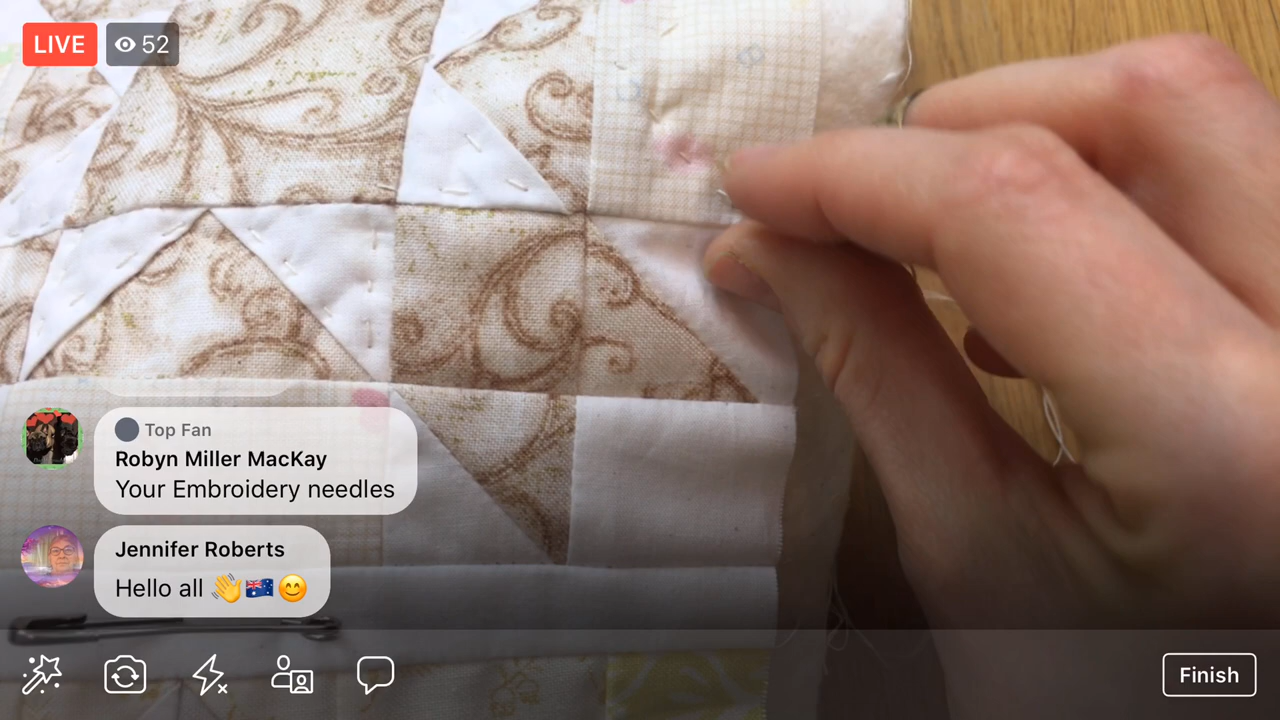 LIVE 52
Top Fan
Robyn Miller MacKay
Your Embroidery needles
Jennifer Roberts
Hello all 👋🇦🇺😊
Finish